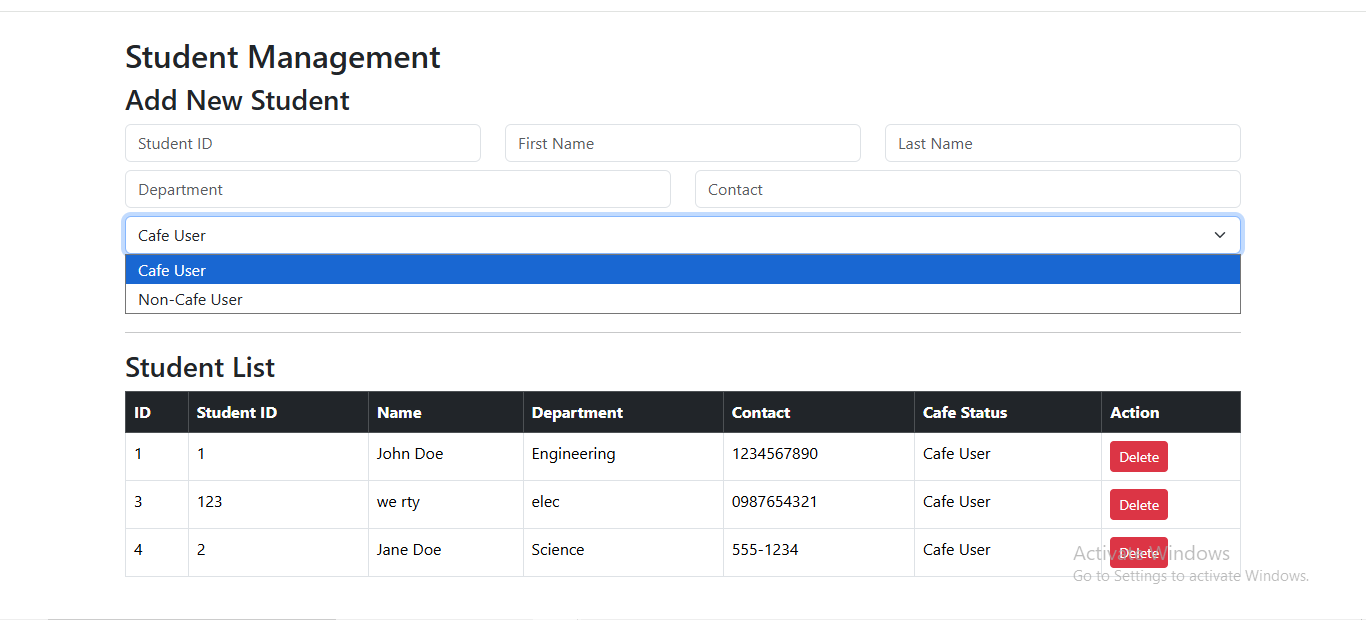 Student Management
Add New Student
Student ID First Name Last Name
Department Contact
Cafe User
Cafe User
Non-Cafe User
Student List
ID Student ID Name Department Contact Cafe Status Action
1 1 John Doe Engineering 1234567890 Cafe User Delete
3 123 we rty elec 0987654321 Cafe User Delete
4 2 Jane Doe Science 555-1234 Cafe User Delete
Activate Windows
Go to Settings to activate Windows.